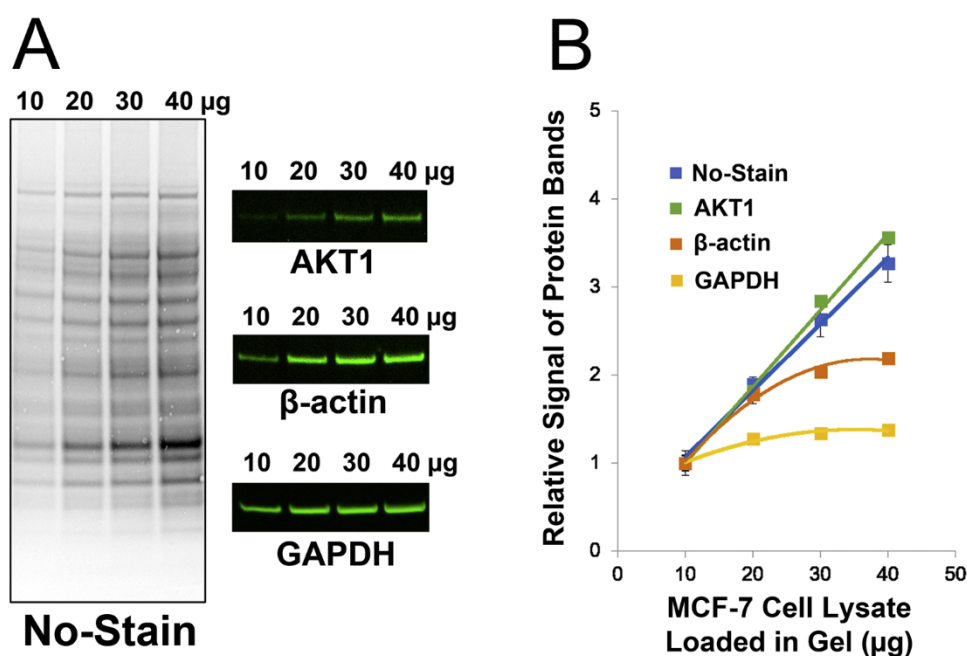 A
10 20 30 40 µg
No-Stain
10 20 30 40 µg
AKT1
10 20 30 40 µg
β-actin
10 20 30 40 µg
GAPDH
B
Relative Signal of Protein Bands
5
4
3
2
1
0
No-Stain
AKT1
β-actin
GAPDH
0 10 20 30 40 50
MCF-7 Cell Lysate
Loaded in Gel (µg)